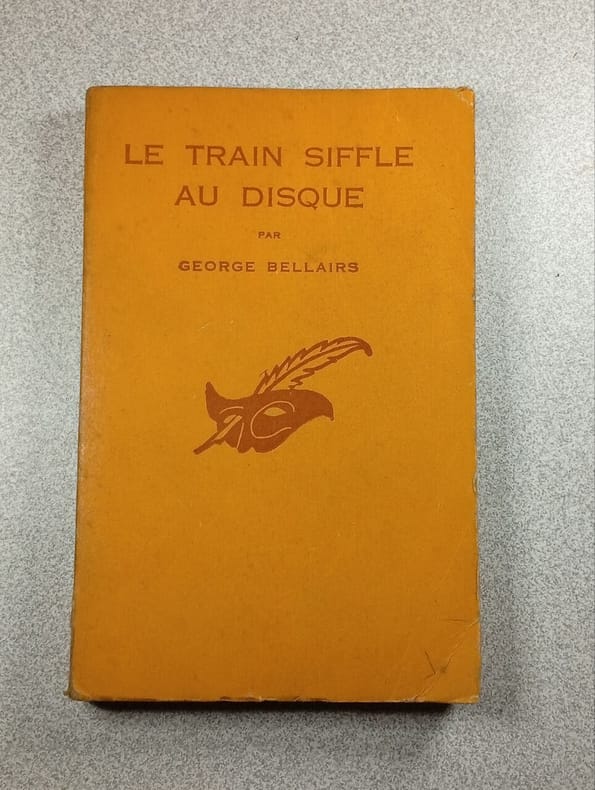 LE TRAIN SIFFLE
AU DISQUE
PAR
GEORGE BELLAIRS